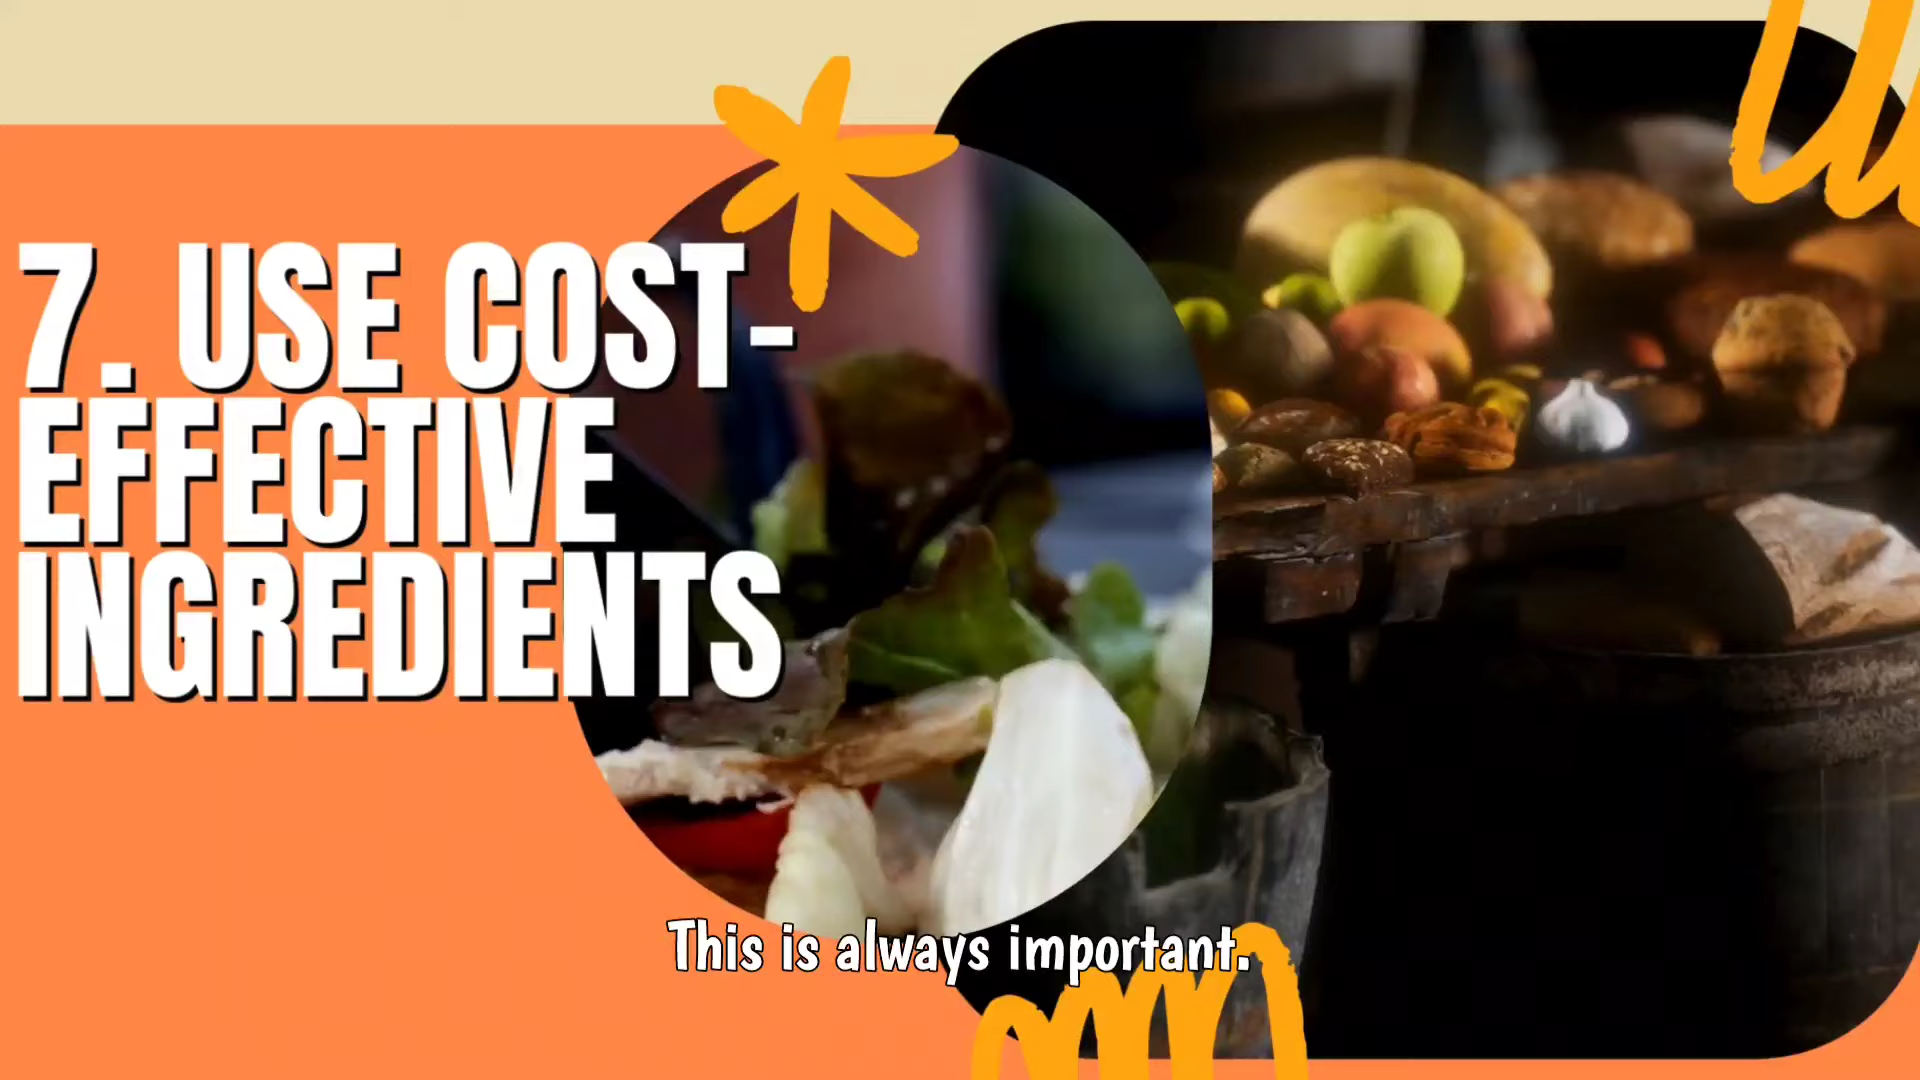 7. USE COST-
EFFECTIVE
INGREDIENTS
This is always important.